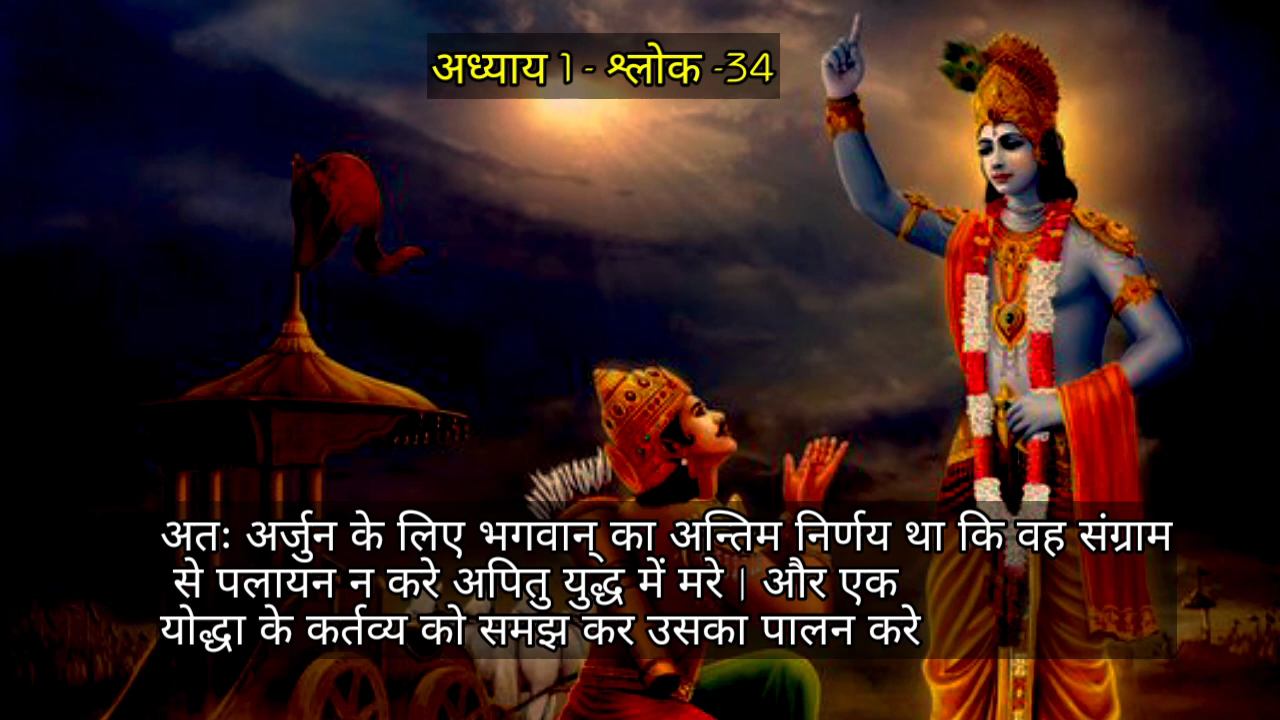 अध्याय 1- श्लोक -34
अतः अर्जुन के लिए भगवान् का अन्तिम निर्णय था कि वह संग्राम
से पलायन न करे अपितु युद्ध में मरे | और एक
योद्धा के कर्तव्य को समझ कर उसका पालन करे